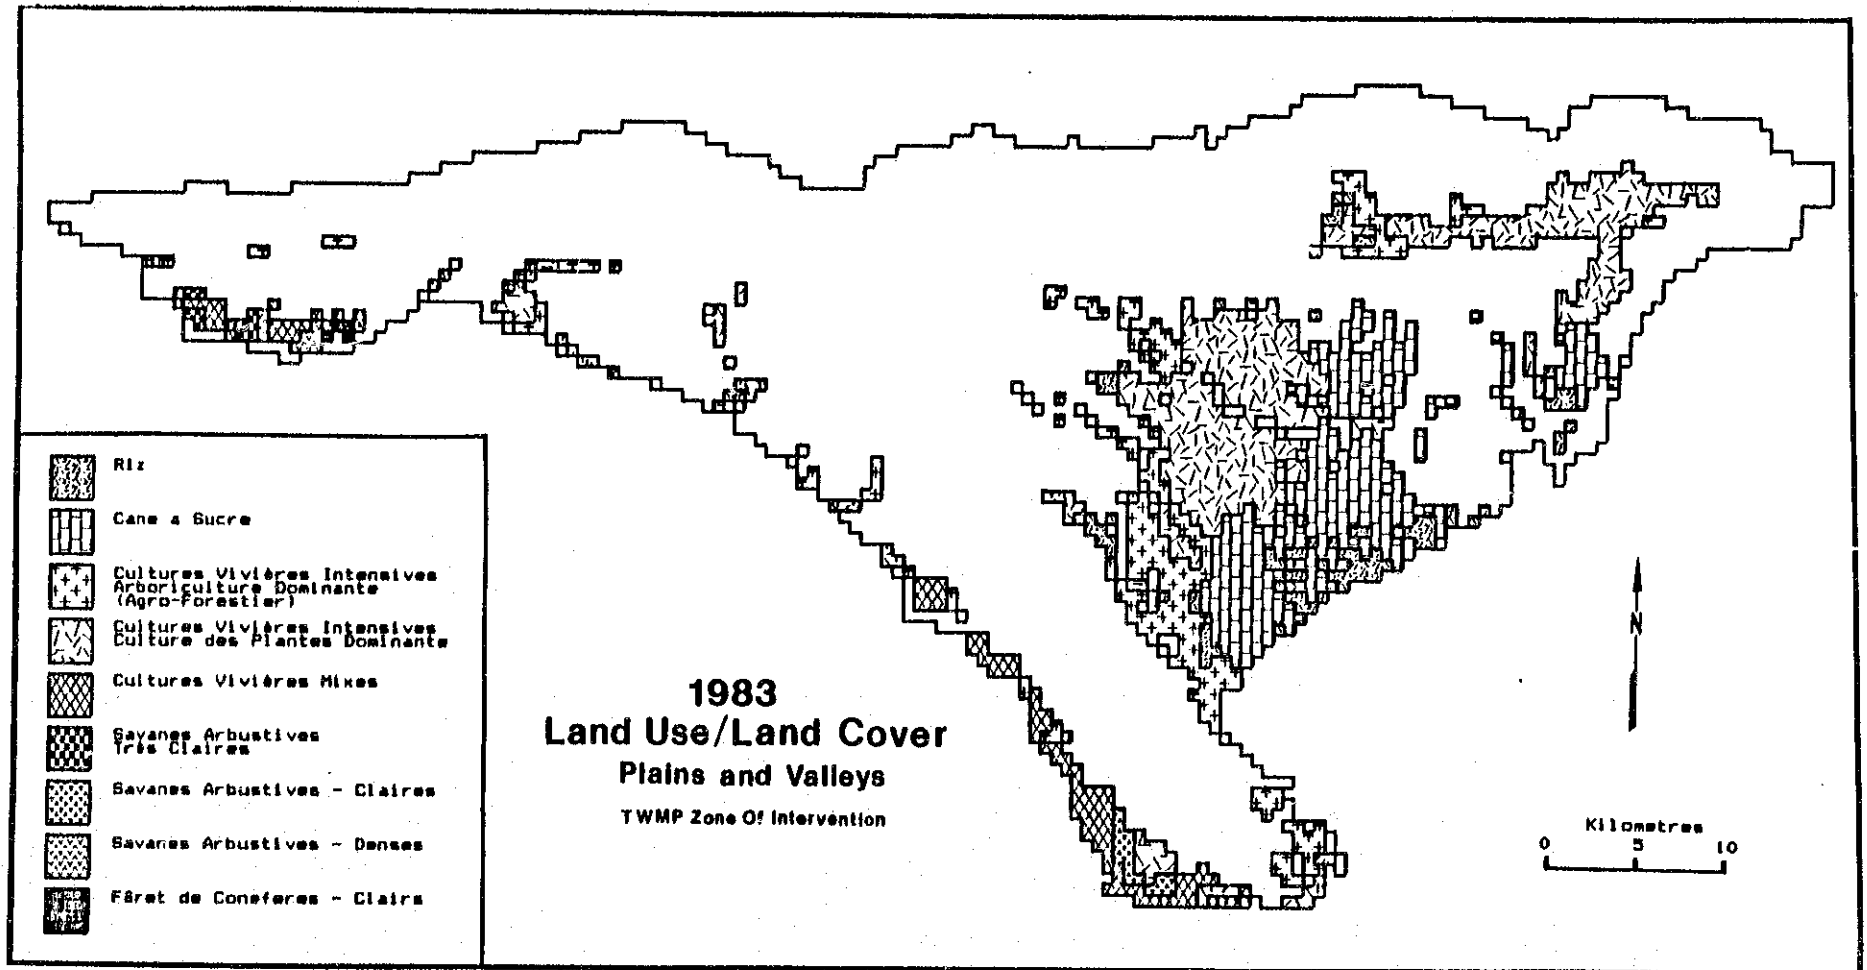 Riz
Cane a Sucre
Cultures Vivières Intensives
Arboriculture Dominante
(Agro-Forestier)
Cultures Vivières Intensives
Culture des Plantes Dominante
Cultures Vivières Mixes
Savanes Arbustives
Très Claires
Savanes Arbustives - Claires
Savanes Arbustives - Denses
Fôret de Coneferes - Clairs
1983
Land Use/Land Cover
Plains and Valleys
TWMP Zone Of Intervention
N
Kilometres
0 5 10